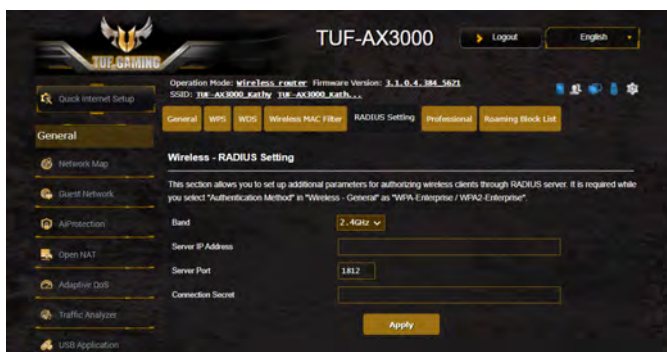 TUF-AX3000
Logout
English
TUF GAMING
Operation Mode: Wireless router Firmware Version: 3.1.0.4.384_5621
SSID: TUF-AX3000_Kathy TUF-AX3000_Kath...
Quick Internet Setup
General WPS WDS Wireless MAC Filter RADIUS Setting Professional Roaming Block List
General
Network Map
Guest Network
AiProtection
Open NAT
Adaptive QoS
Traffic Analyzer
USB Application
Wireless - RADIUS Setting
This section allows you to set up additional parameters for authorizing wireless clients through RADIUS server. It is required while
you select "Authentication Method" in "Wireless - General" as "WPA-Enterprise / WPA2-Enterprise".
Band 2.4GHz
Server IP Address
Server Port 1812
Connection Secret
Apply